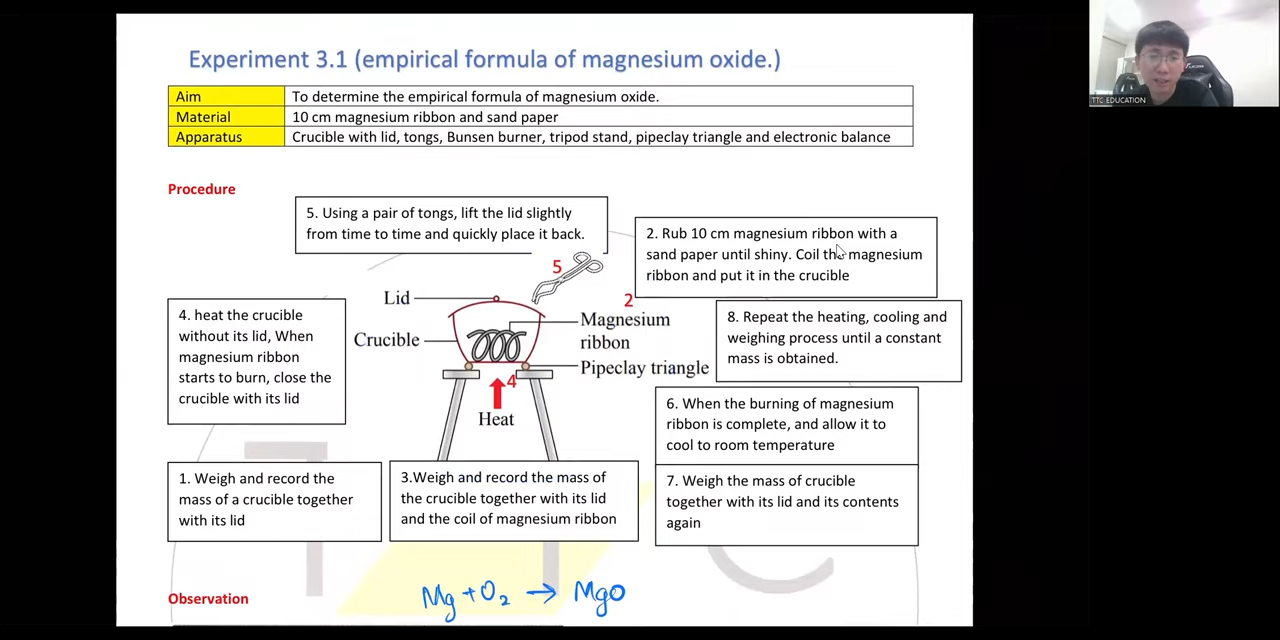 Experiment 3.1 (empirical formula of magnesium oxide.)
Aim To determine the empirical formula of magnesium oxide.
Material 10 cm magnesium ribbon and sand paper
Apparatus Crucible with lid, tongs, Bunsen burner, tripod stand, pipeclay triangle and electronic balance
Procedure
5. Using a pair of tongs, lift the lid slightly
from time to time and quickly place it back.
2. Rub 10 cm magnesium ribbon with a
sand paper until shiny. Coil the magnesium
ribbon and put it in the crucible
5
2
Lid
Crucible
Magnesium
ribbon
Pipeclay triangle
4
Heat
4. heat the crucible
without its lid, When
magnesium ribbon
starts to burn, close the
crucible with its lid
8. Repeat the heating, cooling and
weighing process until a constant
mass is obtained.
6. When the burning of magnesium
ribbon is complete, and allow it to
cool to room temperature
1. Weigh and record the
mass of a crucible together
with its lid
3.Weigh and record the mass of
the crucible together with its lid
and the coil of magnesium ribbon
7. Weigh the mass of crucible
together with its lid and its contents
again
Observation
Mg + O2 → MgO
TTC EDUCATION
T T C